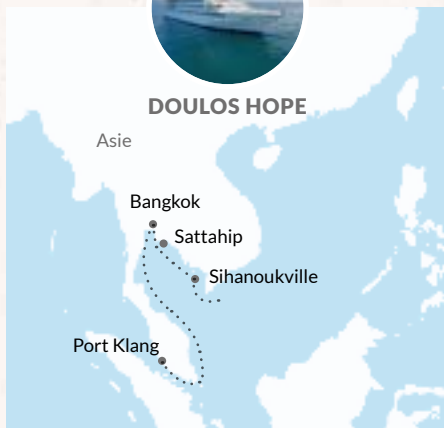 DOULOS HOPE
Asie
Bangkok
Sattahip
Sihanoukville
Port Klang